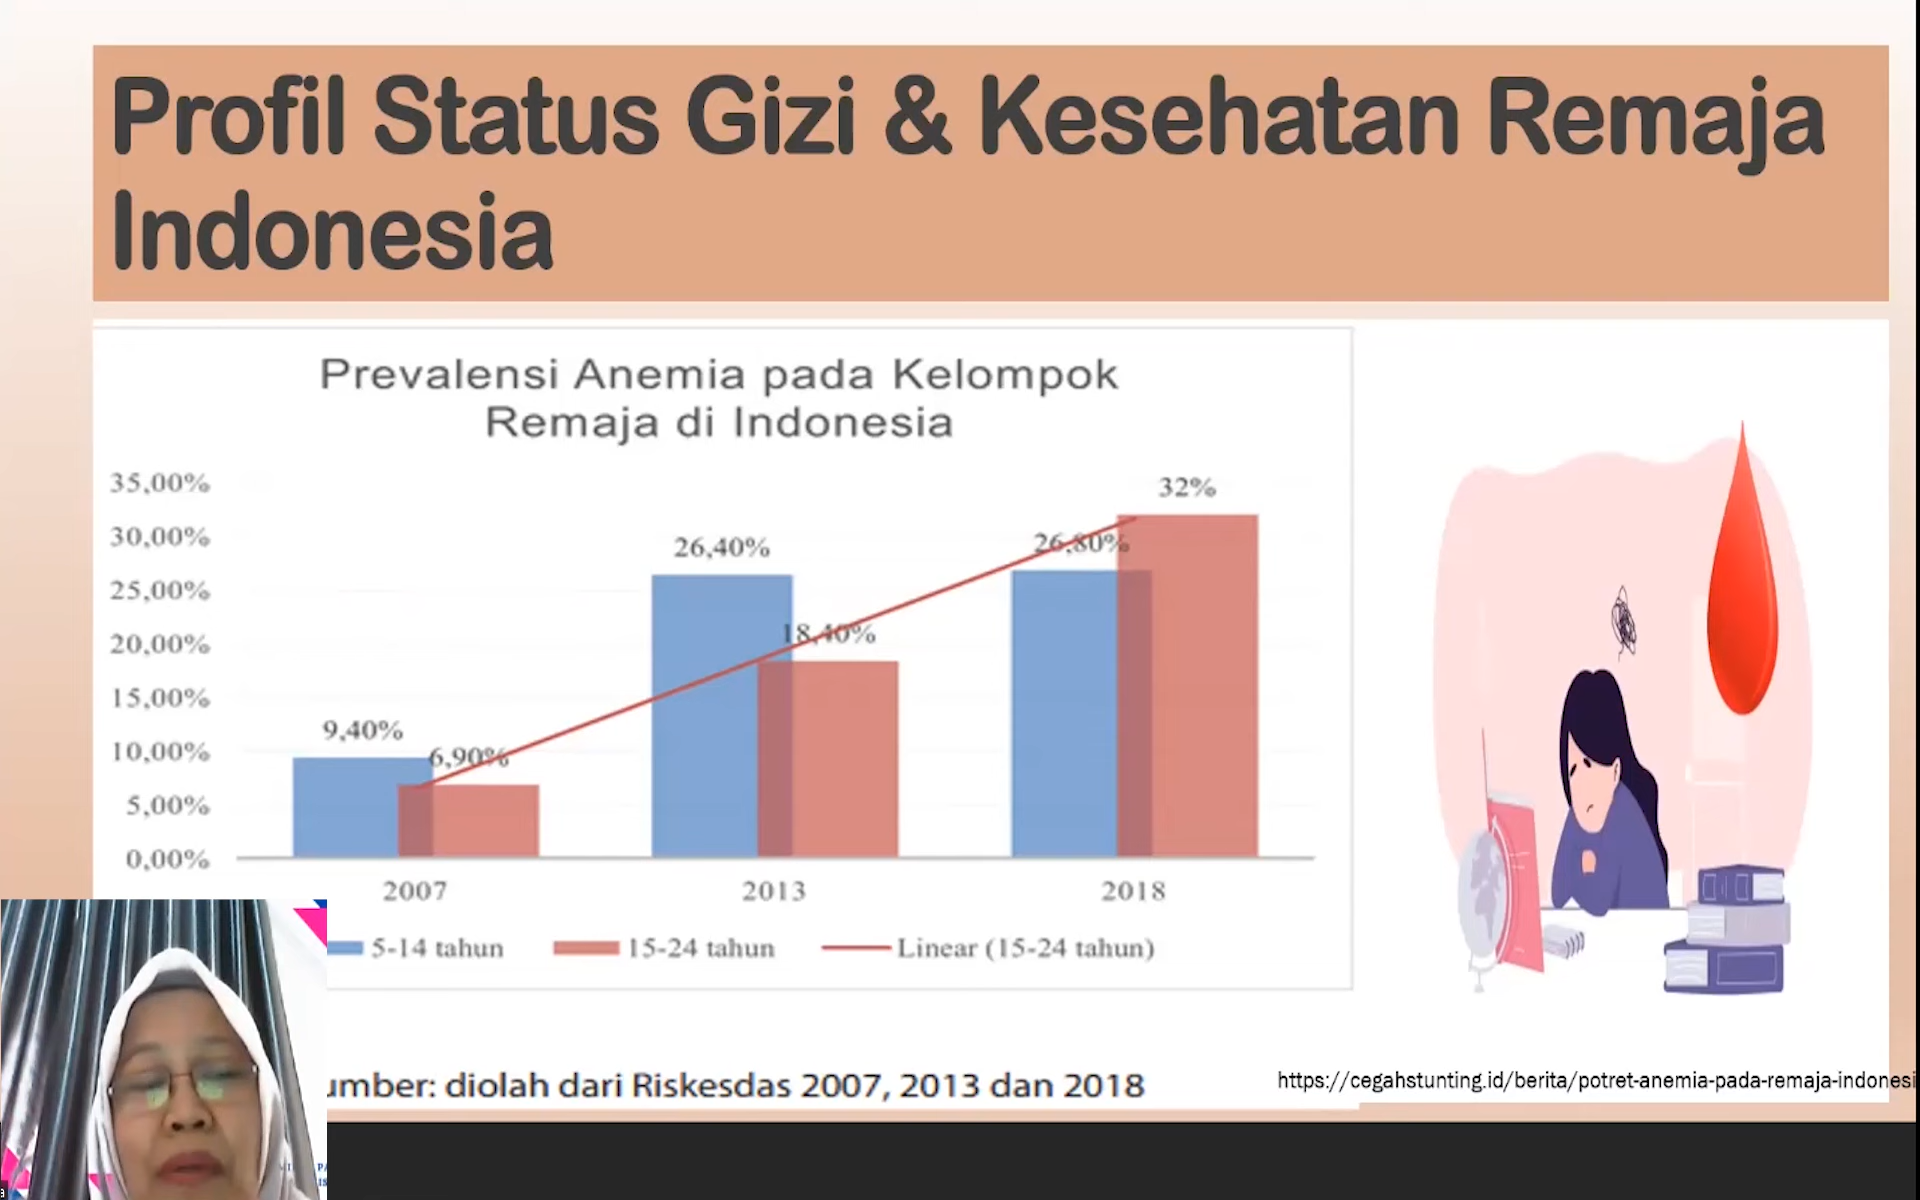 Profil Status Gizi & Kesehatan Remaja
Indonesia
Prevalensi Anemia pada Kelompok
Remaja di Indonesia
35,00%
30,00%
25,00%
20,00%
15,00%
10,00%
5,00%
0,00%
9,40%
6,90%
26,40%
18,40%
26,80%
32%
2007
2013
2018
5-14 tahun
15-24 tahun
Linear (15-24 tahun)
umber: diolah dari Riskesdas 2007, 2013 dan 2018
https://cegahstunting.id/berita/potret-anemia-pada-remaja-indonesi